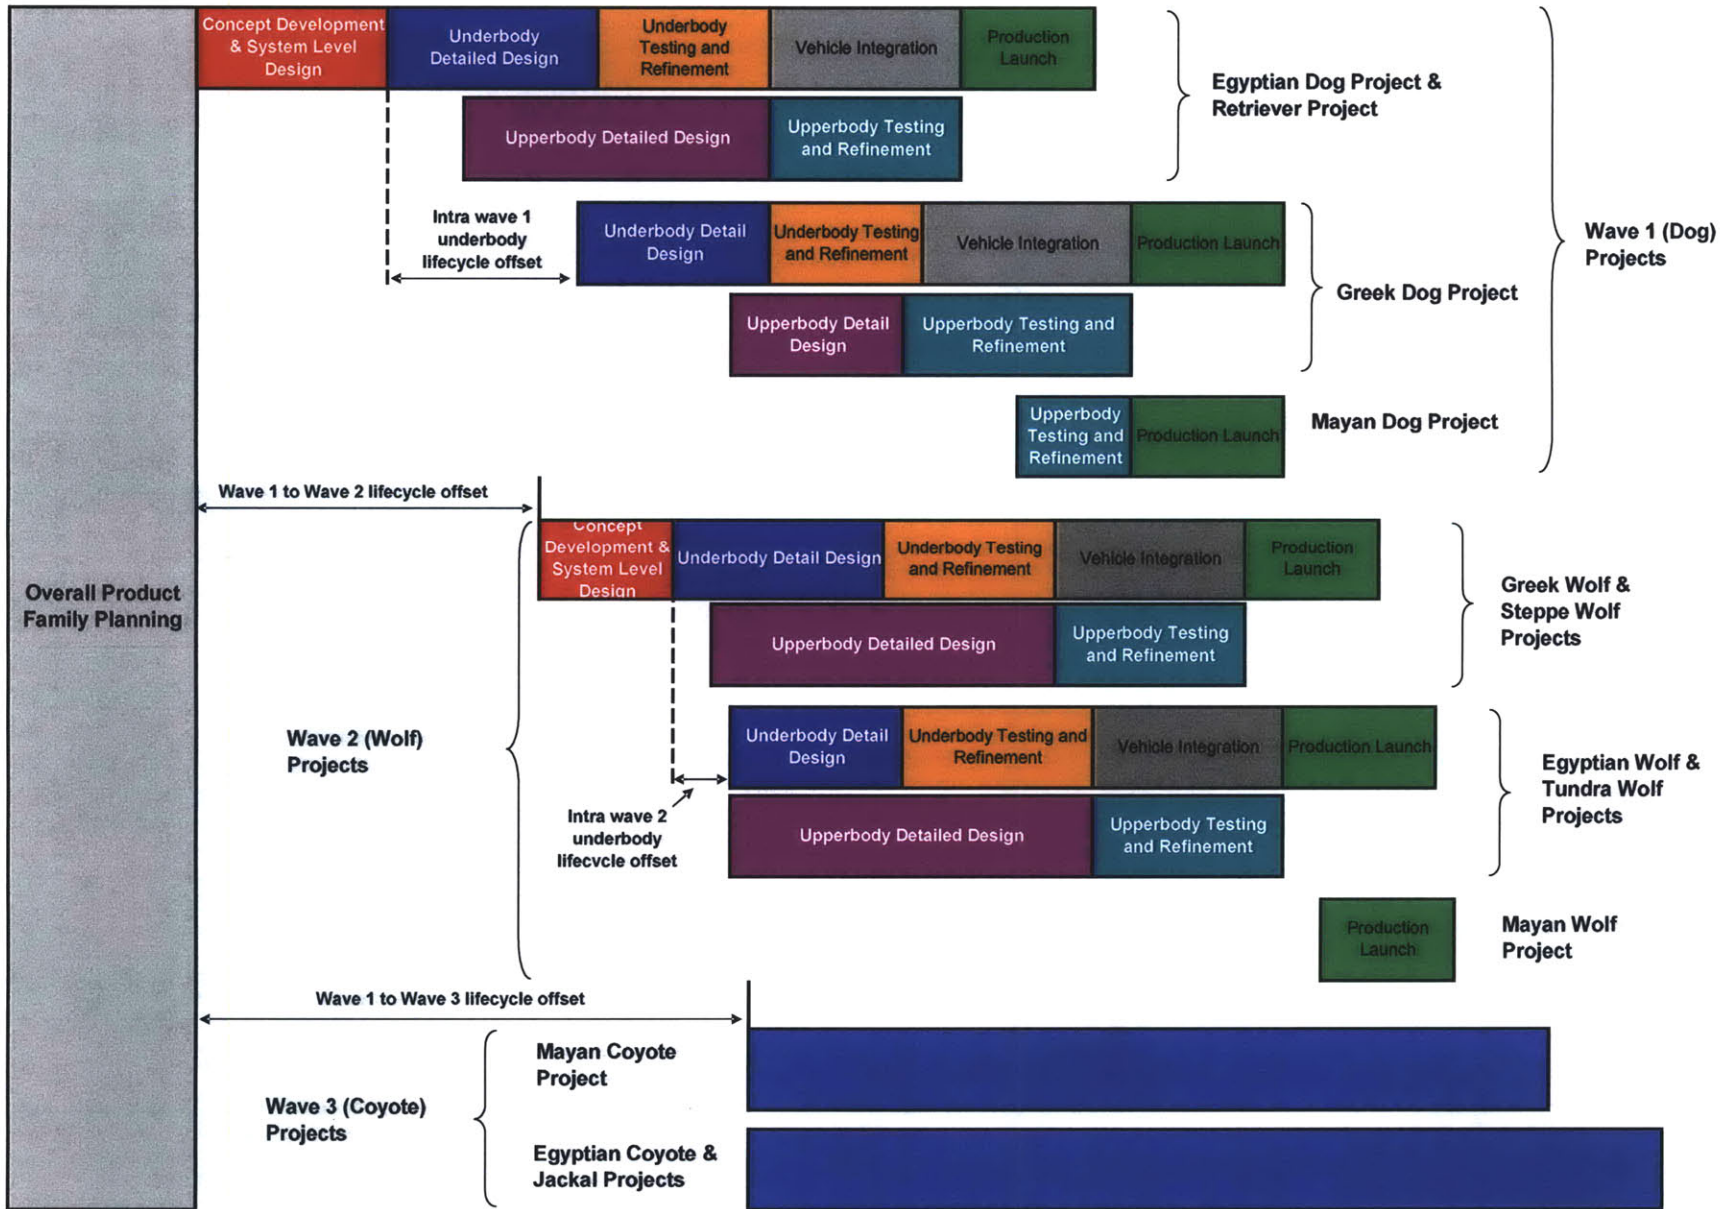 Concept Development
& System Level
Design
Underbody
Detailed Design
Underbody
Testing and
Refinement
Vehicle Integration
Production
Launch
Egyptian Dog Project &
Retriever Project
Upperbody Detailed Design
Upperbody Testing
and Refinement
Intra wave 1
underbody
lifecycle offset
Underbody Detail
Design
Underbody Testing
and Refinement
Vehicle Integration
Production Launch
Wave 1 (Dog)
Projects
Greek Dog Project
Upperbody Detail
Design
Upperbody Testing and
Refinement
Upperbody
Testing and
Refinement
Production Launch
Mayan Dog Project
Wave 1 to Wave 2 lifecycle offset
Concept
Development &
System Level
Design
Underbody Detail Design
Underbody Testing
and Refinement
Vehicle Integration
Production
Launch
Overall Product
Family Planning
Greek Wolf &
Steppe Wolf
Projects
Upperbody Detailed Design
Upperbody Testing
and Refinement
Wave 2 (Wolf)
Projects
Underbody Detail
Design
Underbody Testing and
Refinement
Vehicle Integration
Production Launch
Egyptian Wolf &
Tundra Wolf
Projects
Intra wave 2
underbody
lifecycle offset
Upperbody Detailed Design
Upperbody Testing
and Refinement
Production
Launch
Mayan Wolf
Project
Wave 1 to Wave 3 lifecycle offset
Mayan Coyote
Project
Wave 3 (Coyote)
Projects
Egyptian Coyote &
Jackal Projects